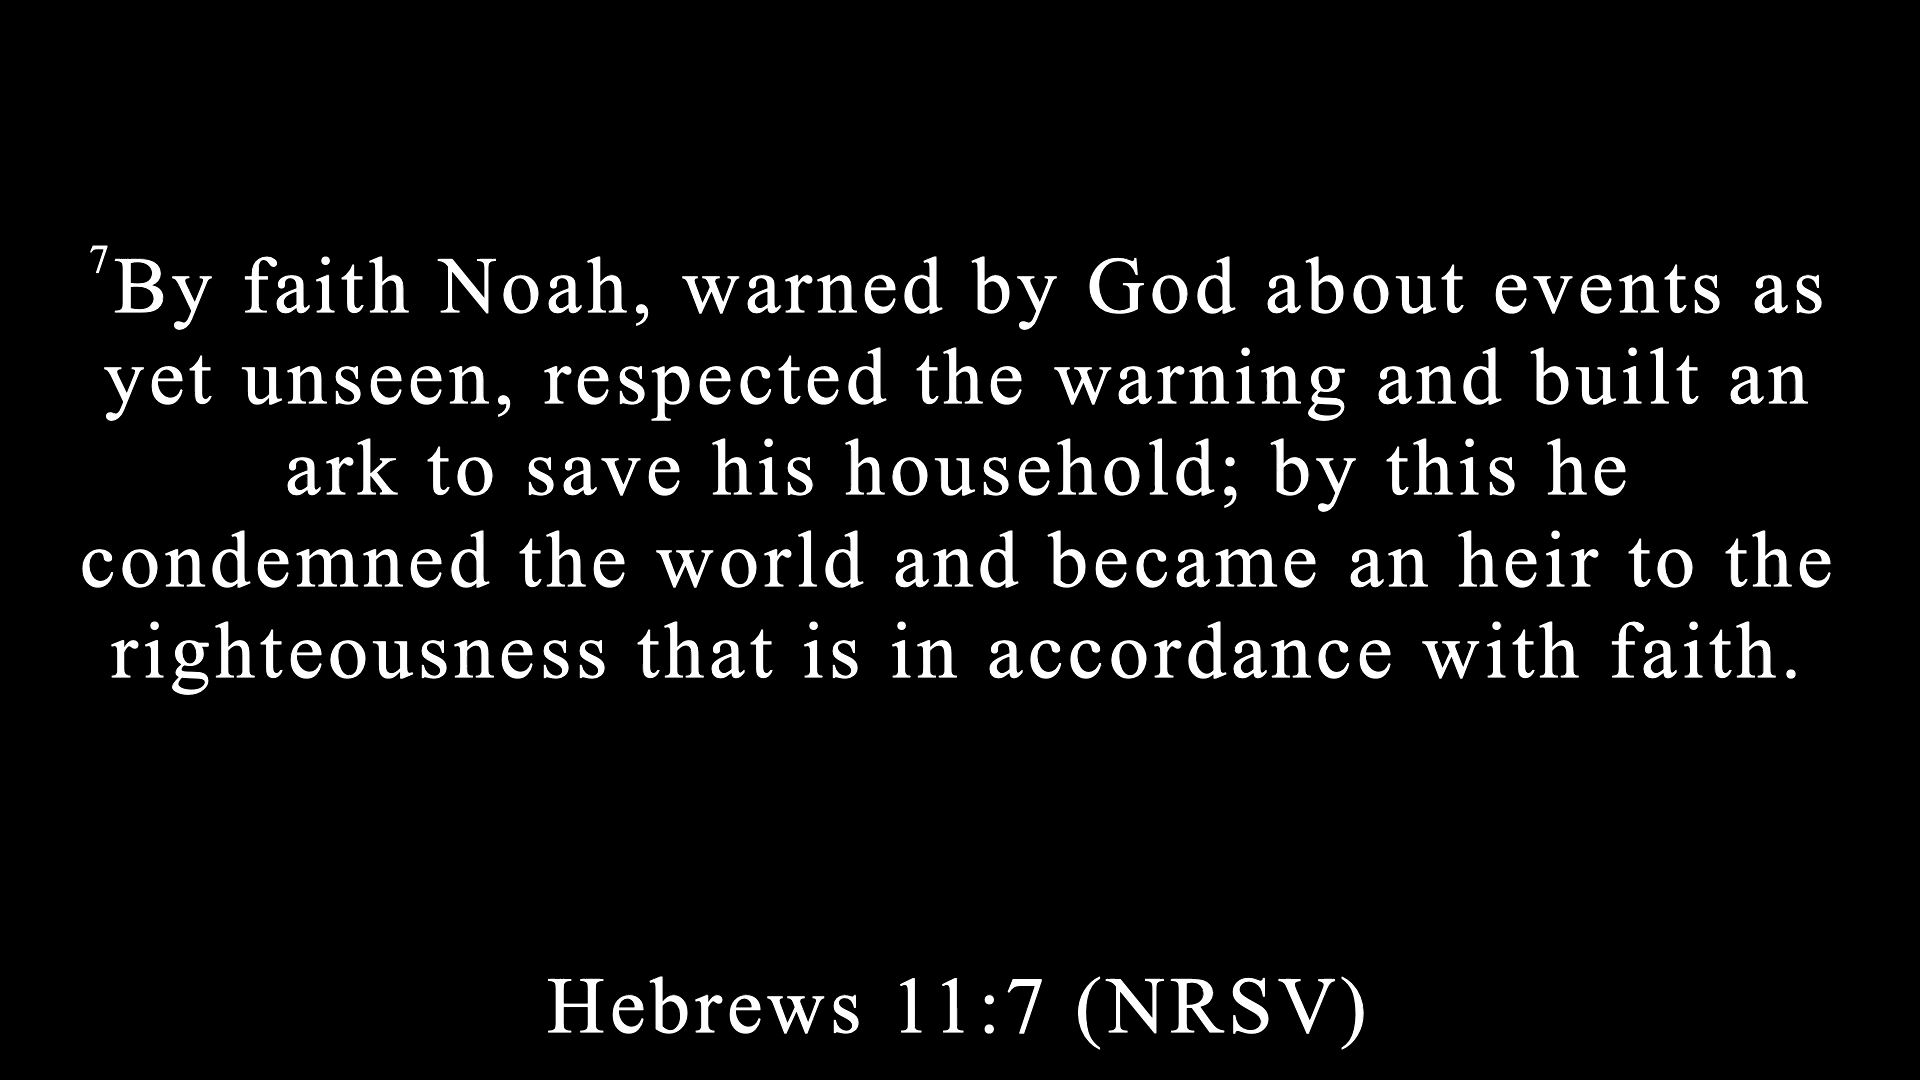 ⁷By faith Noah, warned by God about events as
yet unseen, respected the warning and built an
ark to save his household; by this he
condemned the world and became an heir to the
righteousness that is in accordance with faith.
Hebrews 11:7 (NRSV)